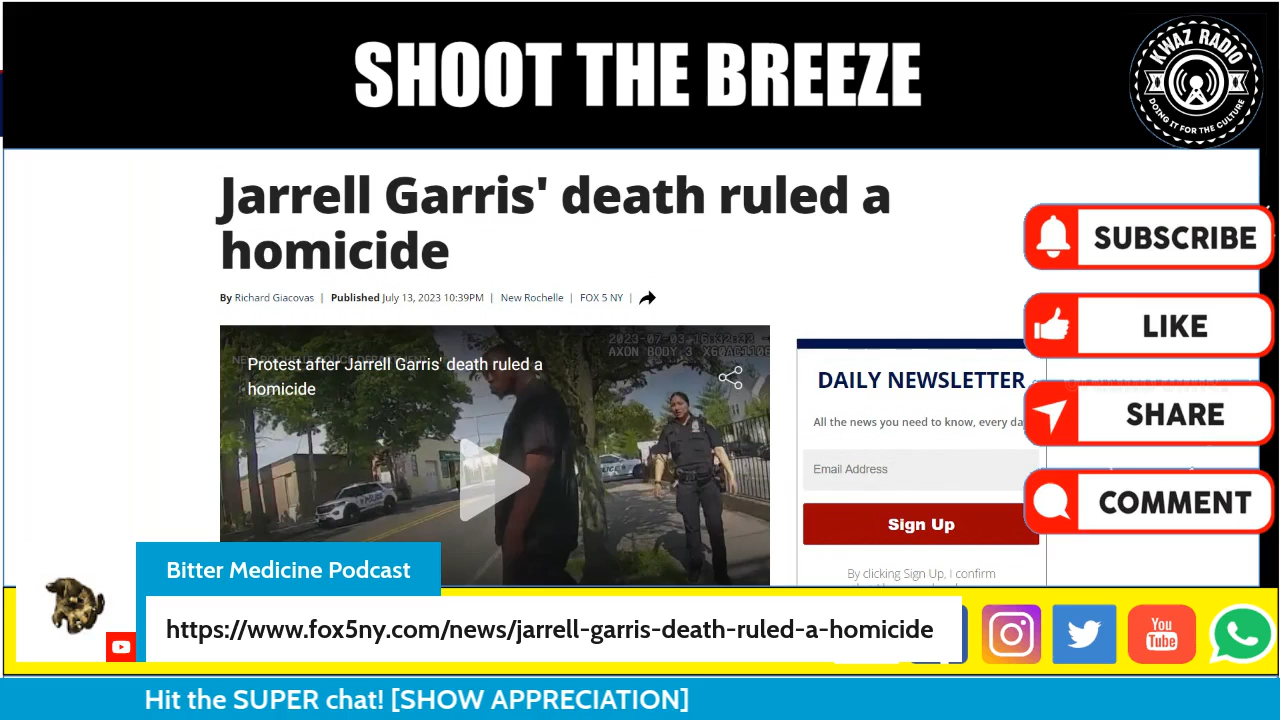 SHOOT THE BREEZE
KWAZ RADIO
DOING IT FOR THE CULTURE
Jarrell Garris' death ruled a
homicide
By Richard Giacovas | Published July 13, 2023 10:39PM | New Rochelle | FOX 5 NY |
2023-07-03
AXON BODY 3
Protest after Jarrell Garris' death ruled a
homicide
DAILY NEWSLETTER
All the news you need to know, every da
Email Address
Sign Up
By clicking Sign Up, I confirm
SUBSCRIBE
LIKE
SHARE
COMMENT
Bitter Medicine Podcast
https://www.fox5ny.com/news/jarrell-garris-death-ruled-a-homicide
You
Tube
Hit the SUPER chat! [SHOW APPRECIATION]